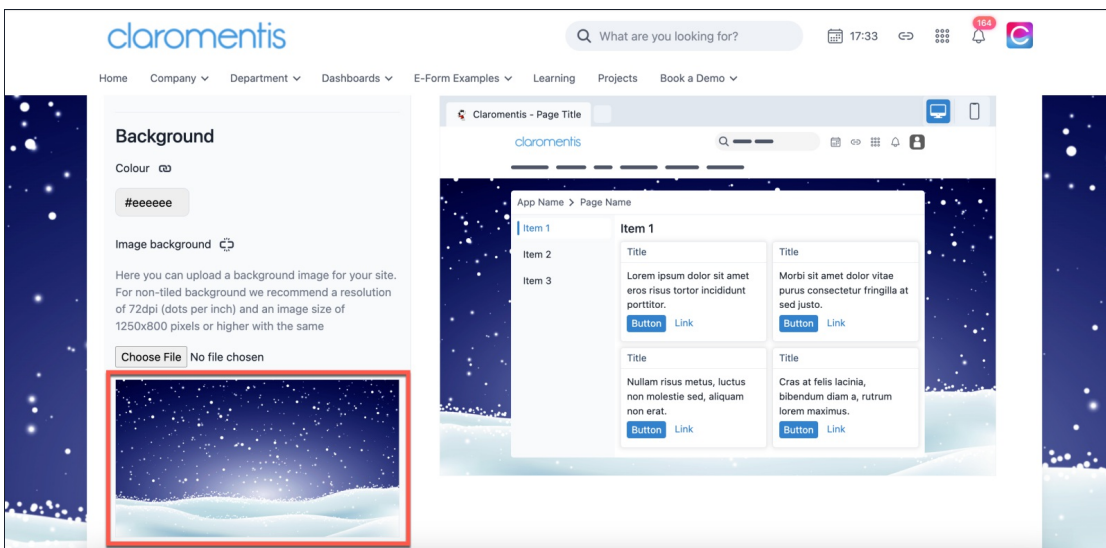 claromentis
What are you looking for?
17:33
164
Home Company Department Dashboards E-Form Examples Learning Projects Book a Demo
Background
Colour
#eeeeee
Image background
Here you can upload a background image for your site.
For non-tiled background we recommend a resolution
of 72dpi (dots per inch) and an image size of
1250x800 pixels or higher with the same
Choose File No file chosen
Claromentis - Page Title
claromentis
App Name > Page Name
Item 1
Item 2
Item 3
Item 1
Title
Lorem ipsum dolor sit amet
eros risus tortor incididunt
porttitor.
Button Link
Title
Morbi sit amet dolor vitae
purus consectetur fringilla at
sed justo.
Button Link
Title
Nullam risus metus, luctus
non molestie sed, aliquam
non erat.
Button Link
Title
Cras at felis lacinia,
bibendum diam a, rutrum
lorem maximus.
Button Link